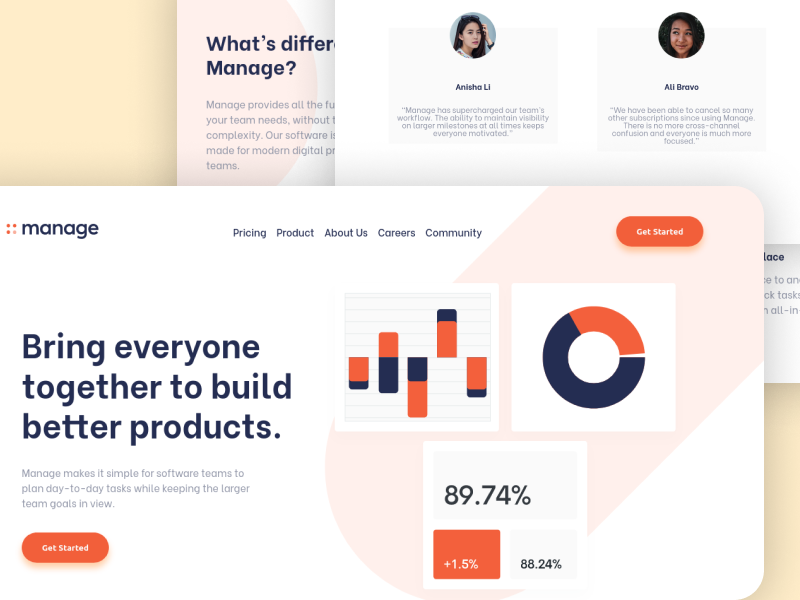 What's differ
Manage?
Manage provides all the fu
your team needs, without t
complexity. Our software is
made for modern digital pr
teams.
Anisha Li
"Manage has supercharged our team's
workflow. The ability to maintain visibility
on larger milestones at all times keeps
everyone motivated."
Ali Bravo
"We have been able to cancel so many
other subscriptions since using Manage.
There is no more cross-channel
confusion and everyone is much more
focused."
manage
Pricing Product About Us Careers Community
Get Started
lace
ce to an
ck tasks
n all-in-
Bring everyone
together to build
better products.
Manage makes it simple for software teams to
plan day-to-day tasks while keeping the larger
team goals in view.
Get Started
89.74%
+1.5%
88.24%